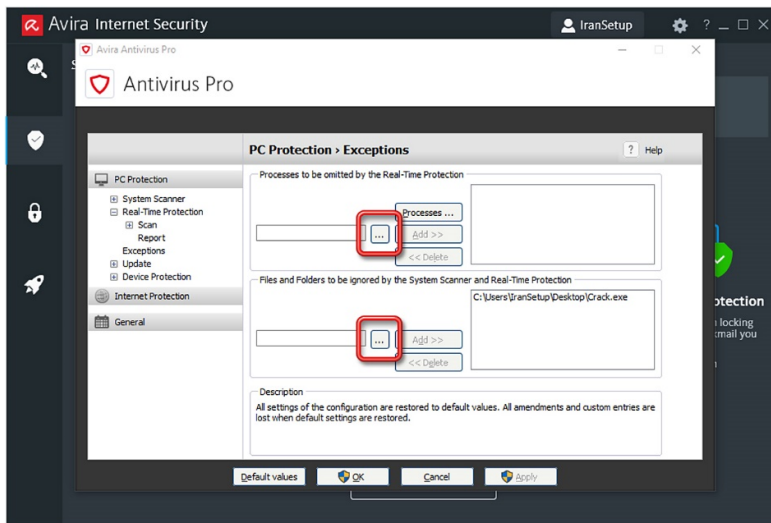 Avira Internet Security
IranSetup
?
Avira Antivirus Pro
Antivirus Pro
PC Protection > Exceptions
? Help
PC Protection
System Scanner
Real-Time Protection
Scan
Report
Exceptions
Update
Device Protection
Internet Protection
General
Processes to be omitted by the Real-Time Protection
Processes ...
...
Add >>
<< Delete
Files and Folders to be ignored by the System Scanner and Real-Time Protection
C:\Users\IranSetup\Desktop\Crack.exe
...
Add >>
<< Delete
Description
All settings of the configuration are restored to default values. All amendments and custom entries are
lost when default settings are restored.
Default values
OK
Cancel
Apply
locking